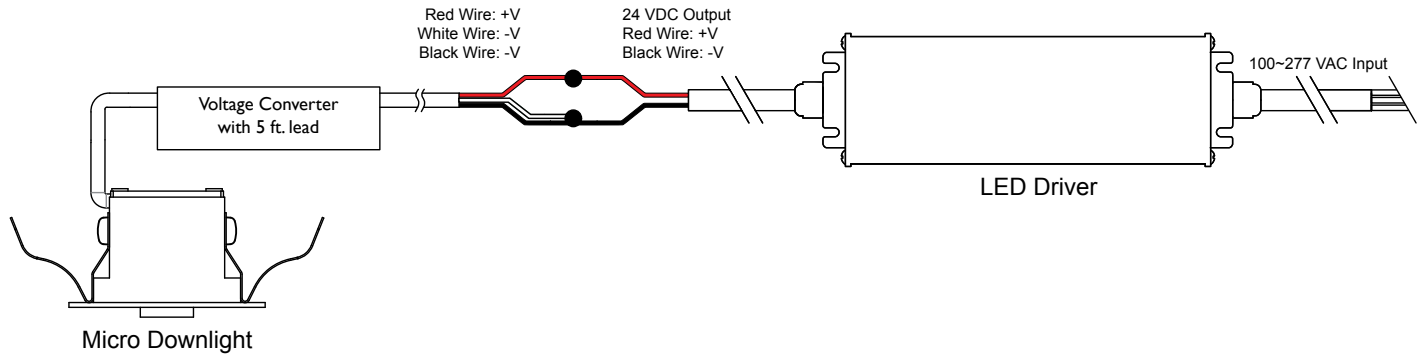 Red Wire: +V
White Wire: -V
Black Wire: -V
24 VDC Output
Red Wire: +V
Black Wire: -V
100~277 VAC Input
Voltage Converter
with 5 ft. lead
LED Driver
Micro Downlight